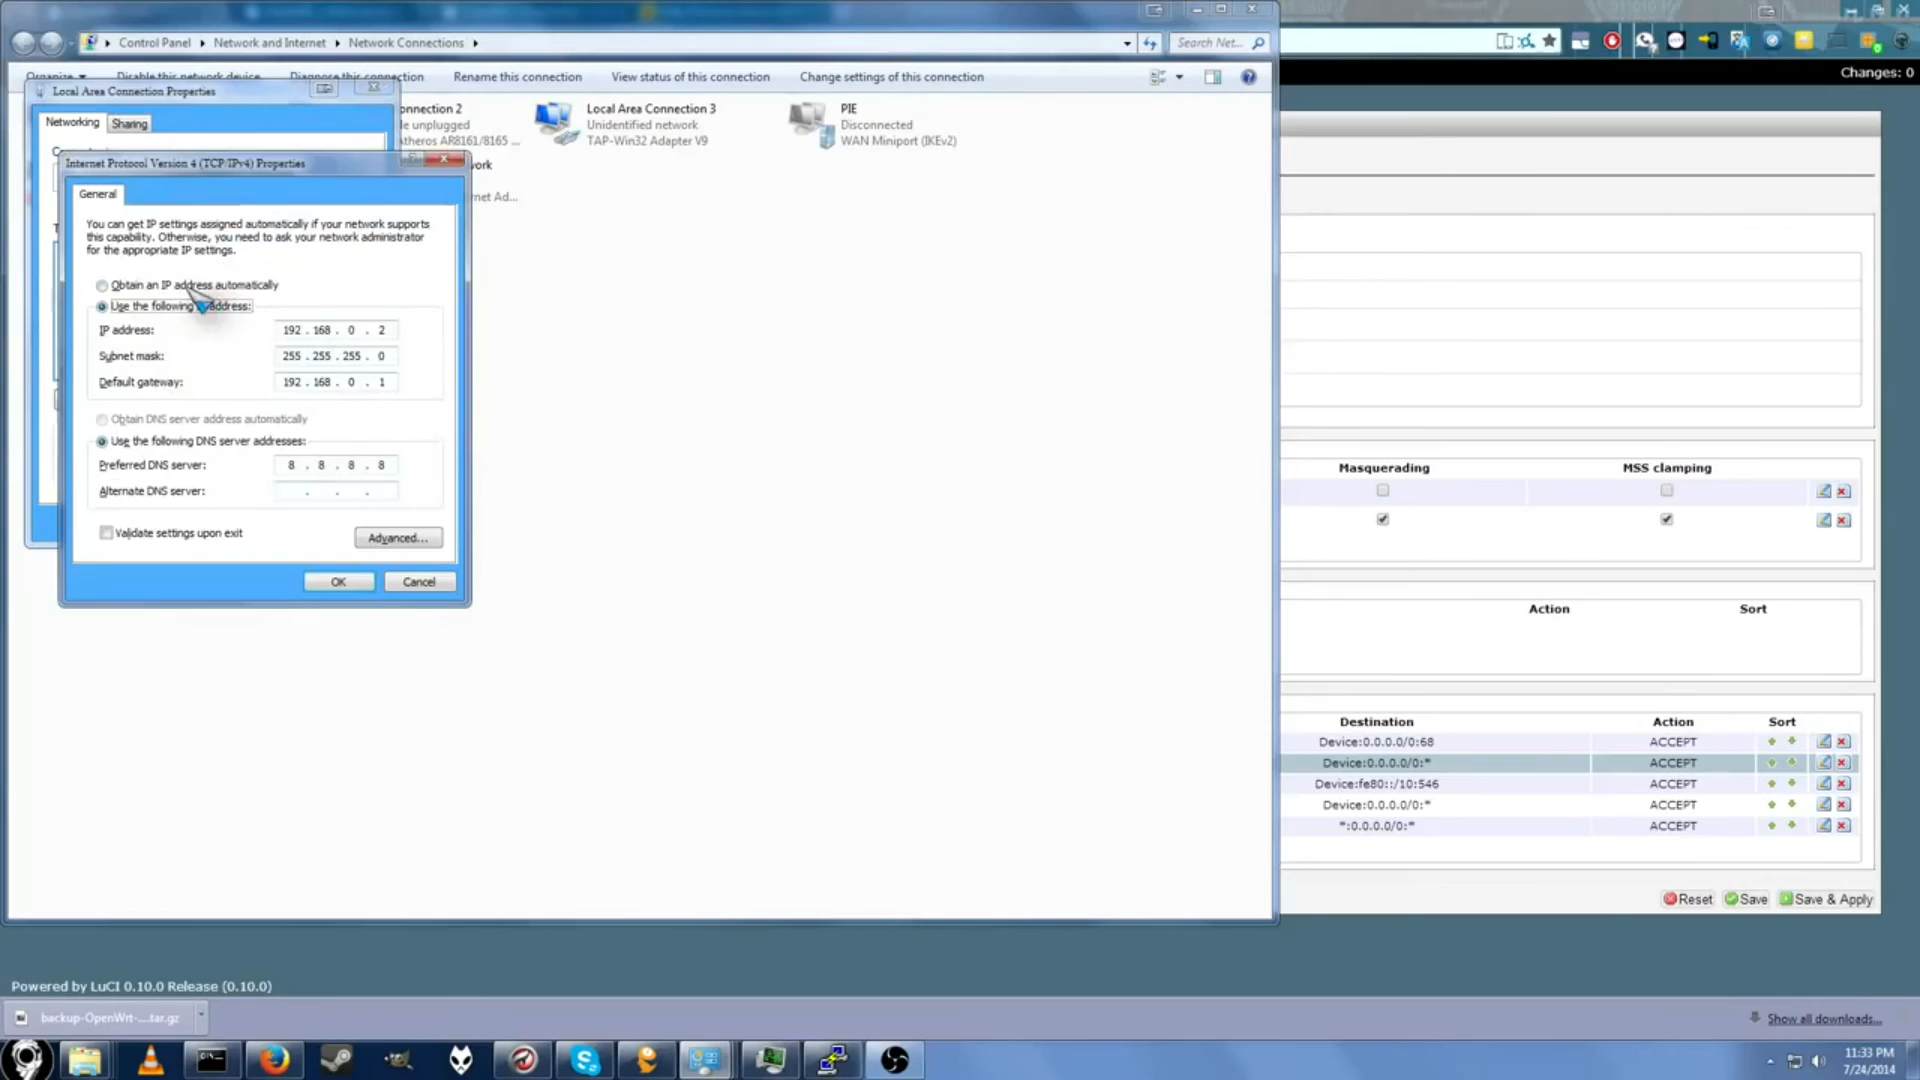 Control Panel
Network and Internet
Network Connections
Search Net...
Changes: 0
Organize
Disable this network device
Diagnose this connection
Rename this connection
View status of this connection
Change settings of this connection
Local Area Connection Properties
Networking
Sharing
onnection 2
le unplugged
Atheros AR8161/8165 ...
Local Area Connection 3
Unidentified network
TAP-Win32 Adapter V9
PIE
Disconnected
WAN Miniport (IKEv2)
ork
net Ad...
Internet Protocol Version 4 (TCP/IPv4) Properties
General
You can get IP settings assigned automatically if your network supports
this capability. Otherwise, you need to ask your network administrator
for the appropriate IP settings.
Obtain an IP address automatically
Use the following address:
IP address:
192 . 168 . 0 . 2
Subnet mask:
255 . 255 . 255 . 0
Default gateway:
192 . 168 . 0 . 1
Obtain DNS server address automatically
Use the following DNS server addresses:
Preferred DNS server:
8 . 8 . 8 . 8
Alternate DNS server:
. . .
Validate settings upon exit
Advanced...
OK
Cancel
Masquerading
MSS clamping
Action
Sort
Destination
Action
Sort
Device:0.0.0.0/0:68
ACCEPT
Device:0.0.0.0/0:*
ACCEPT
Device:fe80::/10:546
ACCEPT
Device:0.0.0.0/0:*
ACCEPT
*:0.0.0.0/0:*
ACCEPT
Reset
Save
Save & Apply
Powered by LuCI 0.10.0 Release (0.10.0)
backup-OpenWrt-....tar.gz
Show all downloads...
11:33 PM
7/24/2014